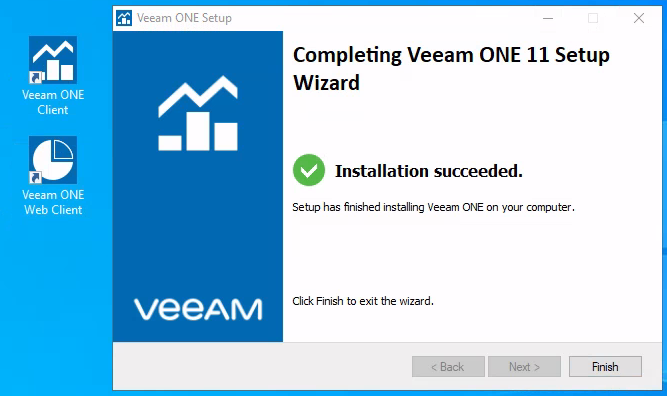 Veeam ONE Client
Veeam ONE Web Client
Veeam ONE Setup
Completing Veeam ONE 11 Setup
Wizard
Installation succeeded.
Setup has finished installing Veeam ONE on your computer.
Click Finish to exit the wizard.
veeAM
< Back
Next >
Finish